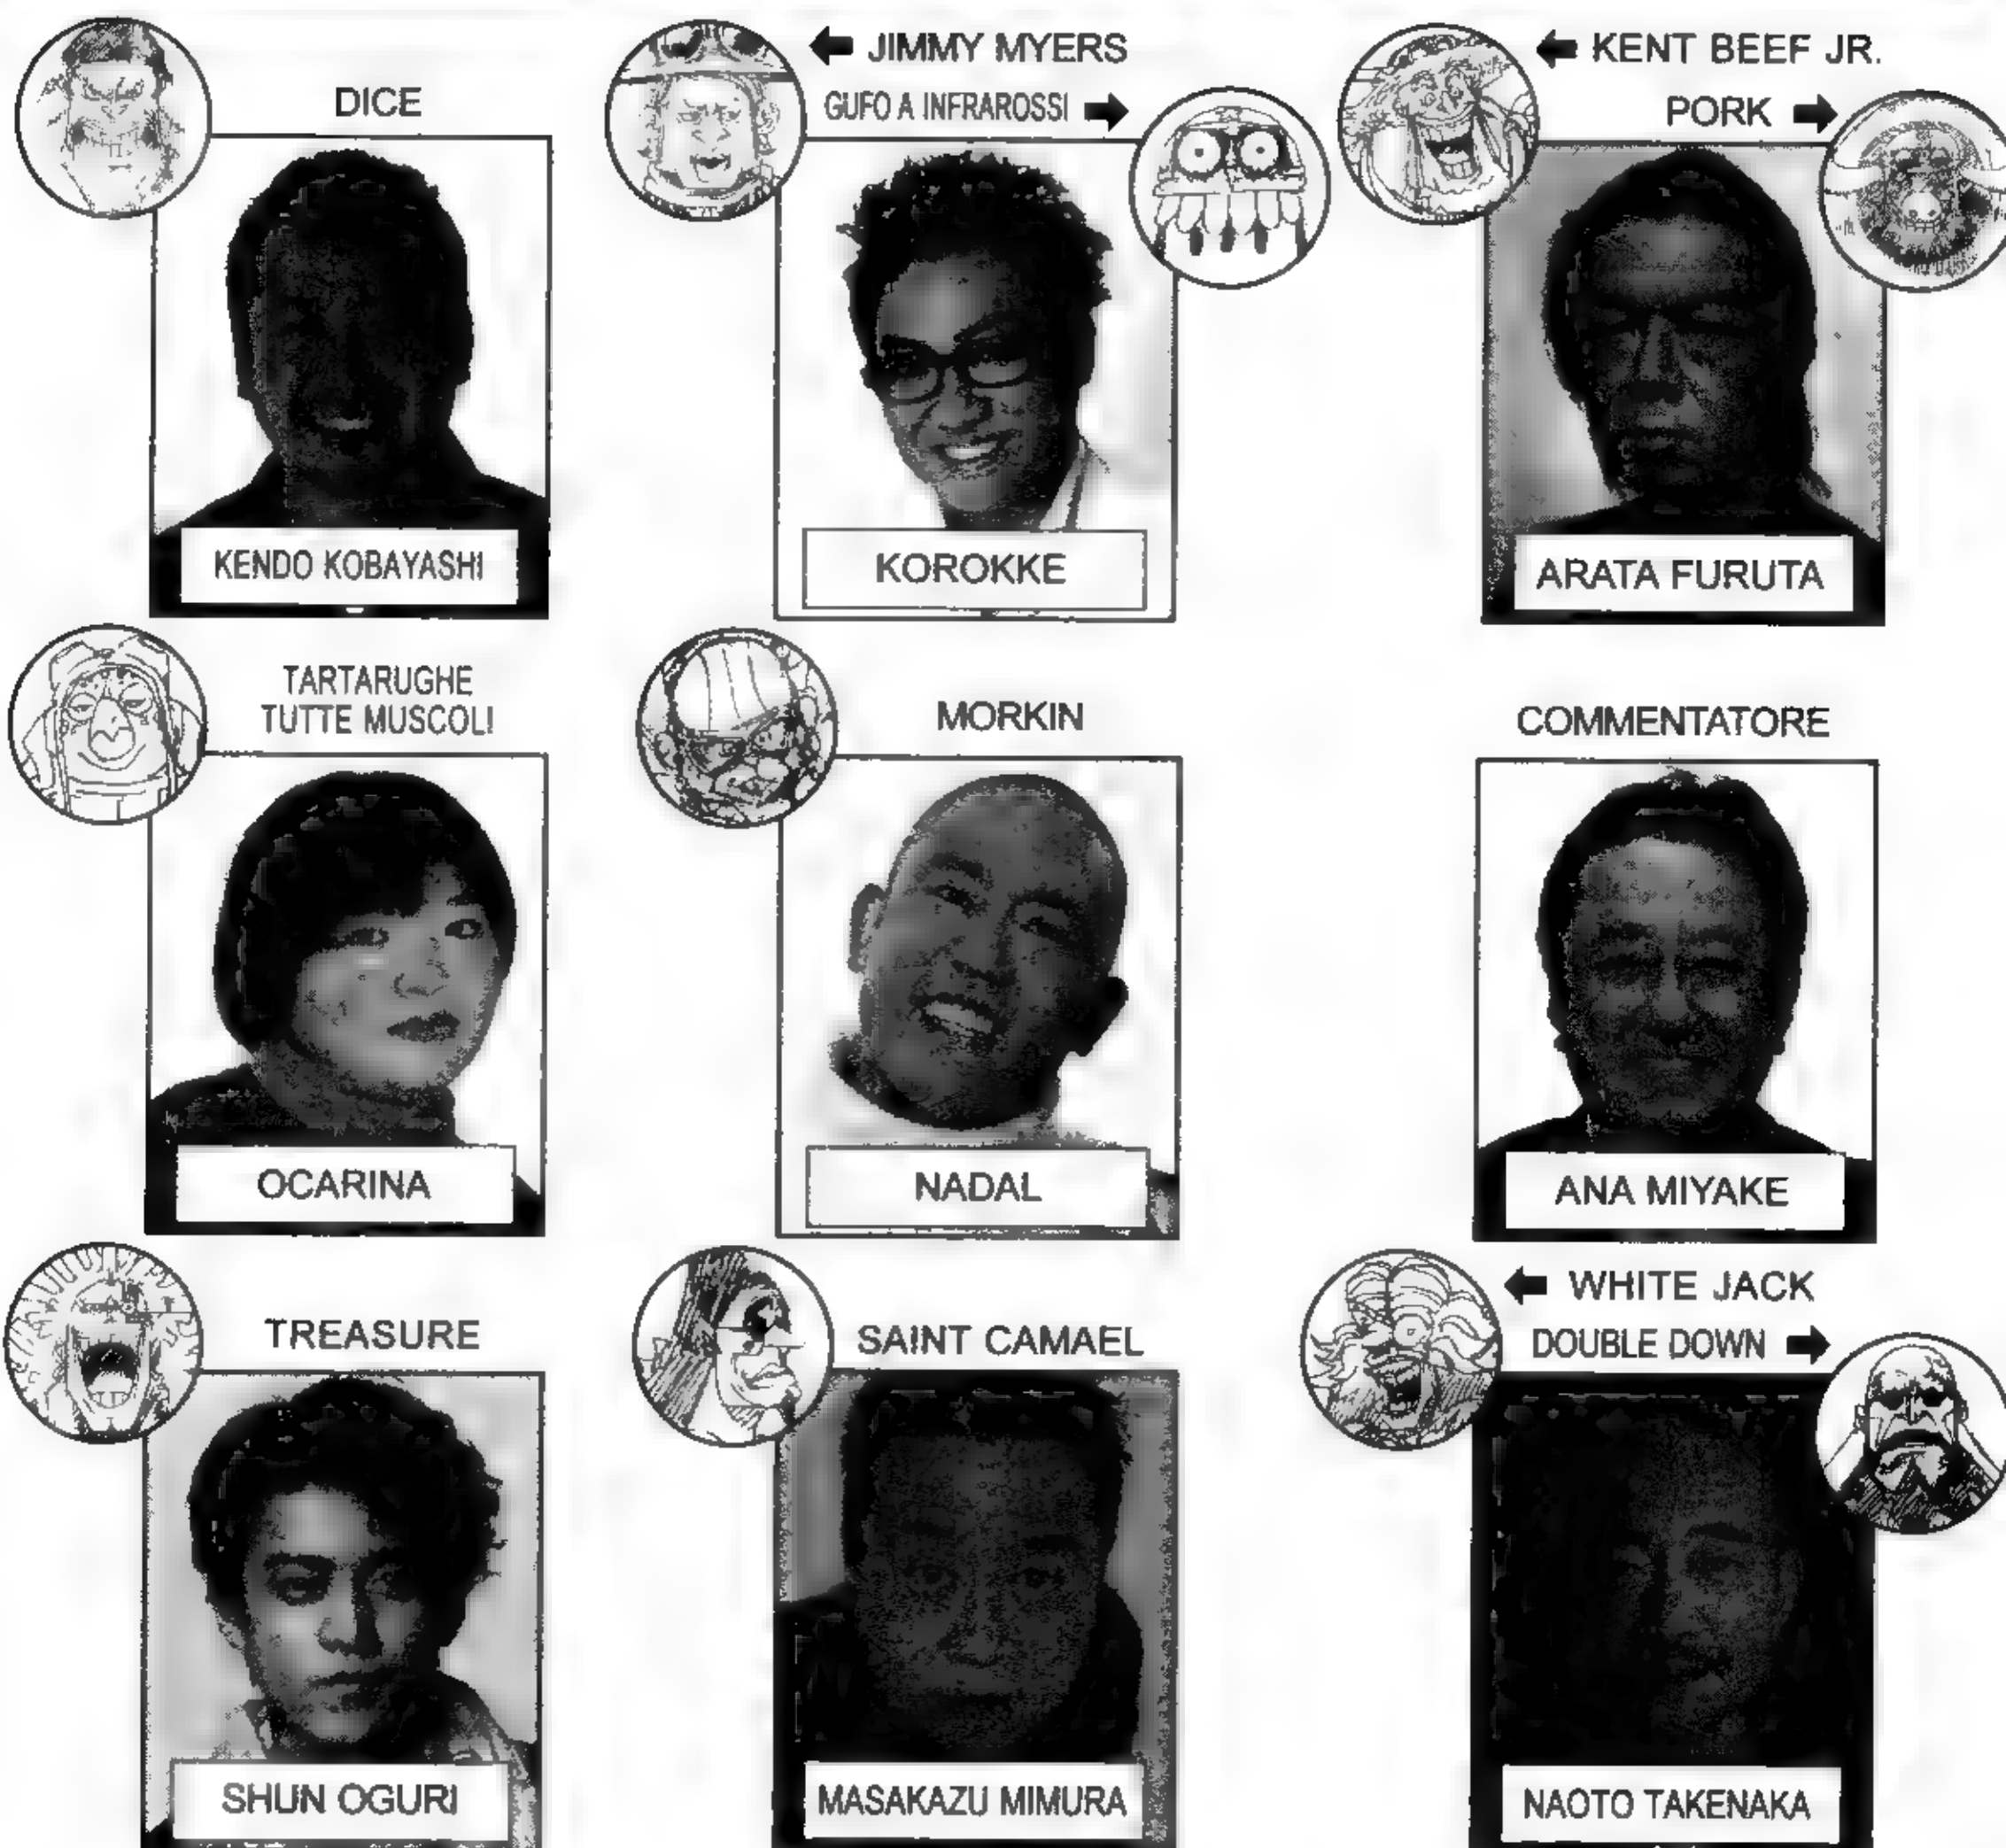 DICE
KENDO KOBAYASHI
← JIMMY MYERS
GUFO A INFRAROSSI →
KOROKKE
← KENT BEEF JR.
PORK →
ARATA FURUTA
TARTARUGHE
TUTTE MUSCOLI
OCARINA
MORKIN
NADAL
COMMENTATORE
ANA MIYAKE
TREASURE
SHUN OGURI
SAINT CAMAEL
MASAKAZU MIMURA
← WHITE JACK
DOUBLE DOWN →
NAOTO TAKENAKA